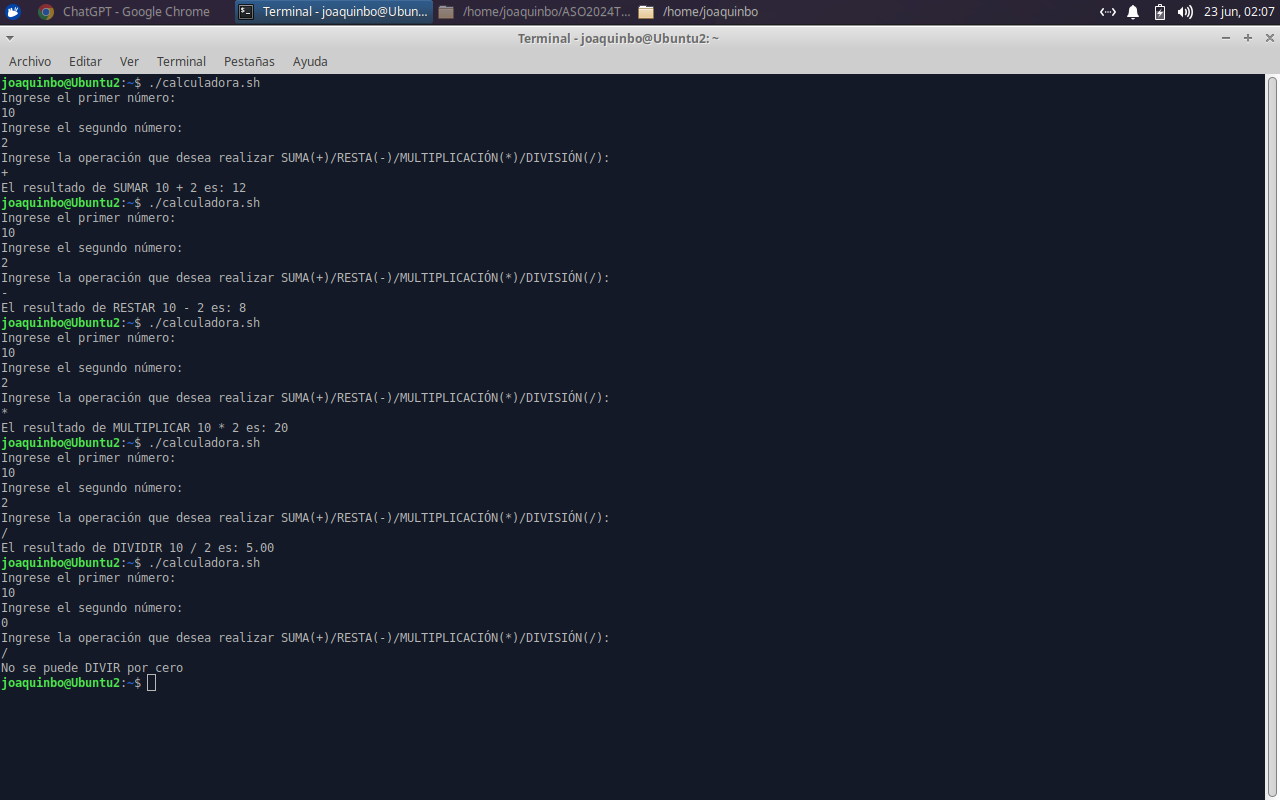 ChatGPT - Google Chrome
Terminal - joaquinbo@Ubun...
/home/joaquinbo/ASO2024T...
/home/joaquinbo
23 jun, 02:07
Terminal - joaquinbo@Ubuntu2: ~
Archivo Editar Ver Terminal Pestañas Ayuda
joaquinbo@Ubuntu2:~$ ./calculadora.sh
Ingrese el primer número:
10
Ingrese el segundo número:
2
Ingrese la operación que desea realizar SUMA(+)/RESTA(-)/MULTIPLICACIÓN(*)/DIVISIÓN(/):
+
El resultado de SUMAR 10 + 2 es: 12
joaquinbo@Ubuntu2:~$ ./calculadora.sh
Ingrese el primer número:
10
Ingrese el segundo número:
2
Ingrese la operación que desea realizar SUMA(+)/RESTA(-)/MULTIPLICACIÓN(*)/DIVISIÓN(/):
-
El resultado de RESTAR 10 - 2 es: 8
joaquinbo@Ubuntu2:~$ ./calculadora.sh
Ingrese el primer número:
10
Ingrese el segundo número:
2
Ingrese la operación que desea realizar SUMA(+)/RESTA(-)/MULTIPLICACIÓN(*)/DIVISIÓN(/):
*
El resultado de MULTIPLICAR 10 * 2 es: 20
joaquinbo@Ubuntu2:~$ ./calculadora.sh
Ingrese el primer número:
10
Ingrese el segundo número:
2
Ingrese la operación que desea realizar SUMA(+)/RESTA(-)/MULTIPLICACIÓN(*)/DIVISIÓN(/):
/
El resultado de DIVIDIR 10 / 2 es: 5.00
joaquinbo@Ubuntu2:~$ ./calculadora.sh
Ingrese el primer número:
10
Ingrese el segundo número:
0
Ingrese la operación que desea realizar SUMA(+)/RESTA(-)/MULTIPLICACIÓN(*)/DIVISIÓN(/):
/
No se puede DIVIR por cero
joaquinbo@Ubuntu2:~$